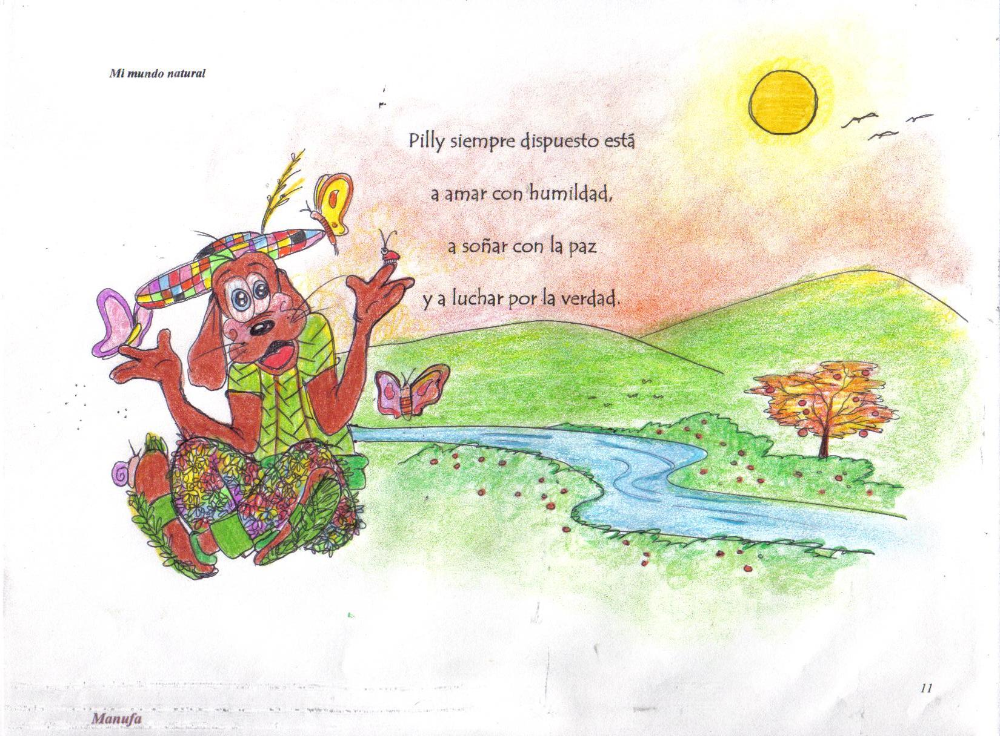 Mi mundo natural
Pilly siempre dispuesto está
a amar con humildad,
a soñar con la paz
y a luchar por la verdad.
11
Manufa